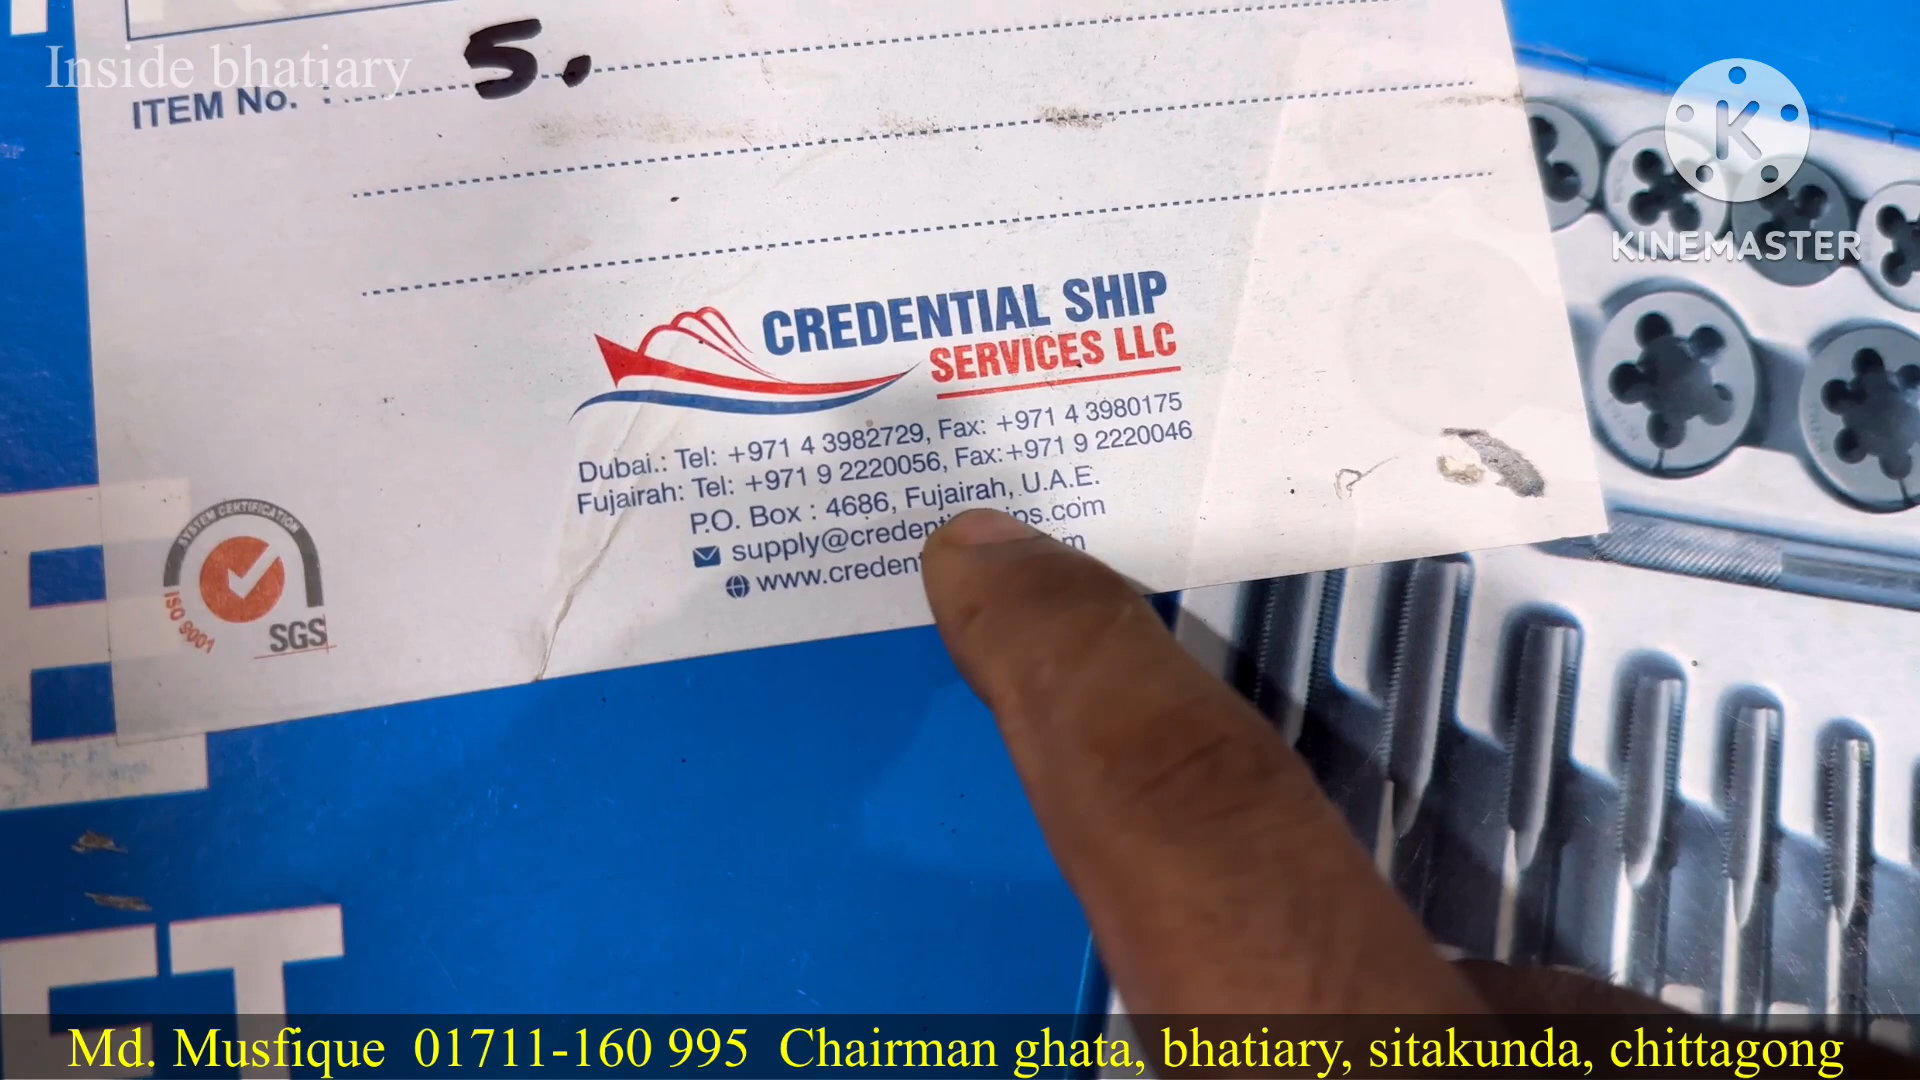 Inside bhatiary
ITEM No. : 5.
K
KINEMASTER
CREDENTIAL SHIP
SERVICES LLC
Dubai.: Tel: +971 4 3982729, Fax: +971 4 3980175
Fujairah: Tel: +971 9 2220056, Fax:+971 9 2220046
P.O. Box : 4686, Fujairah, U.A.E.
SYSTEM CERTIFICATION
ISO 9001
SGS
ET
Md. Musfique 01711-160 995 Chairman ghata, bhatiary, sitakunda, chittagong